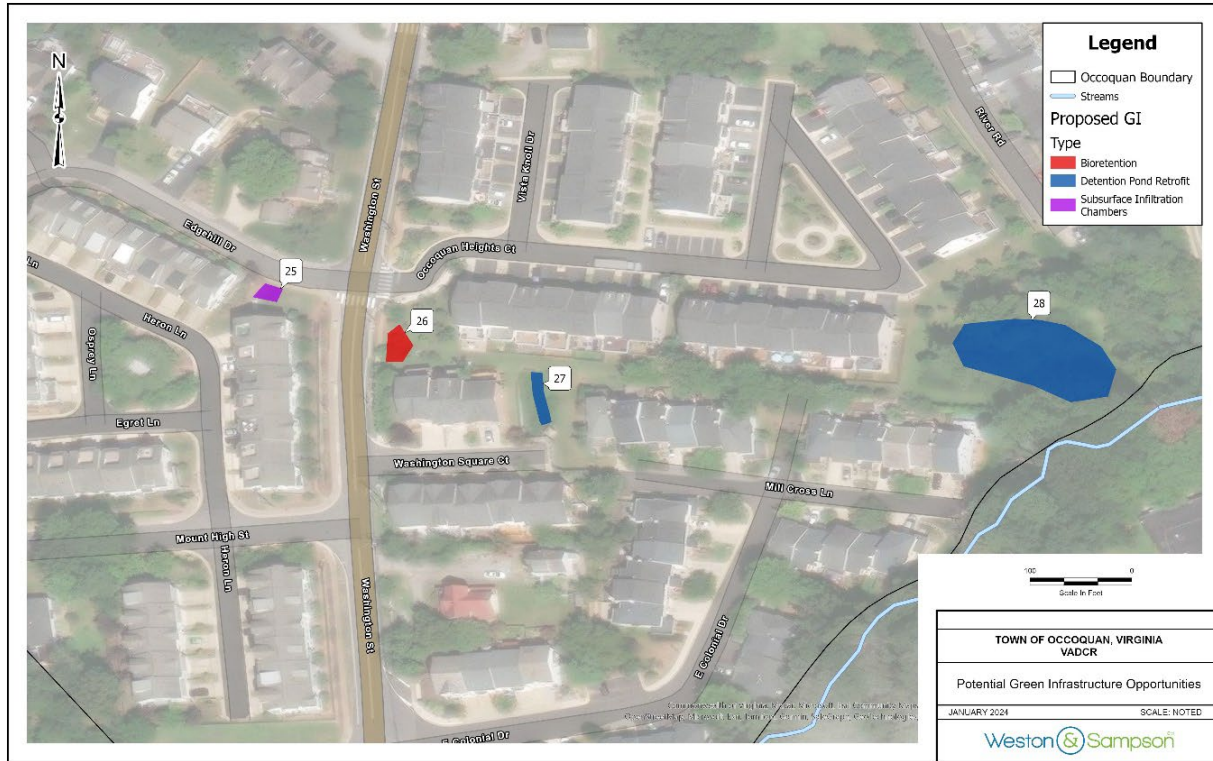 N
Legend
Occoquan Boundary
Streams
Proposed GI
Type
Bioretention
Detention Pond Retrofit
Subsurface Infiltration
Chambers
River Rd
Washington St
Vista Knoll Dr
Edgehill Dr
Occoquan Heights Ct
25
26
27
28
Ln
Heron Ln
Osprey Ln
Egret Ln
Washington Square Ct
Mill Cross Ln
Mount High St
Heron Ln
Washington St
E Colonial Dr
E Colonial Dr
100
0
Scale In Feet
TOWN OF OCCOQUAN, VIRGINIA
VADCR
Potential Green Infrastructure Opportunities
JANUARY 2024
SCALE: NOTED
Weston & Sampson